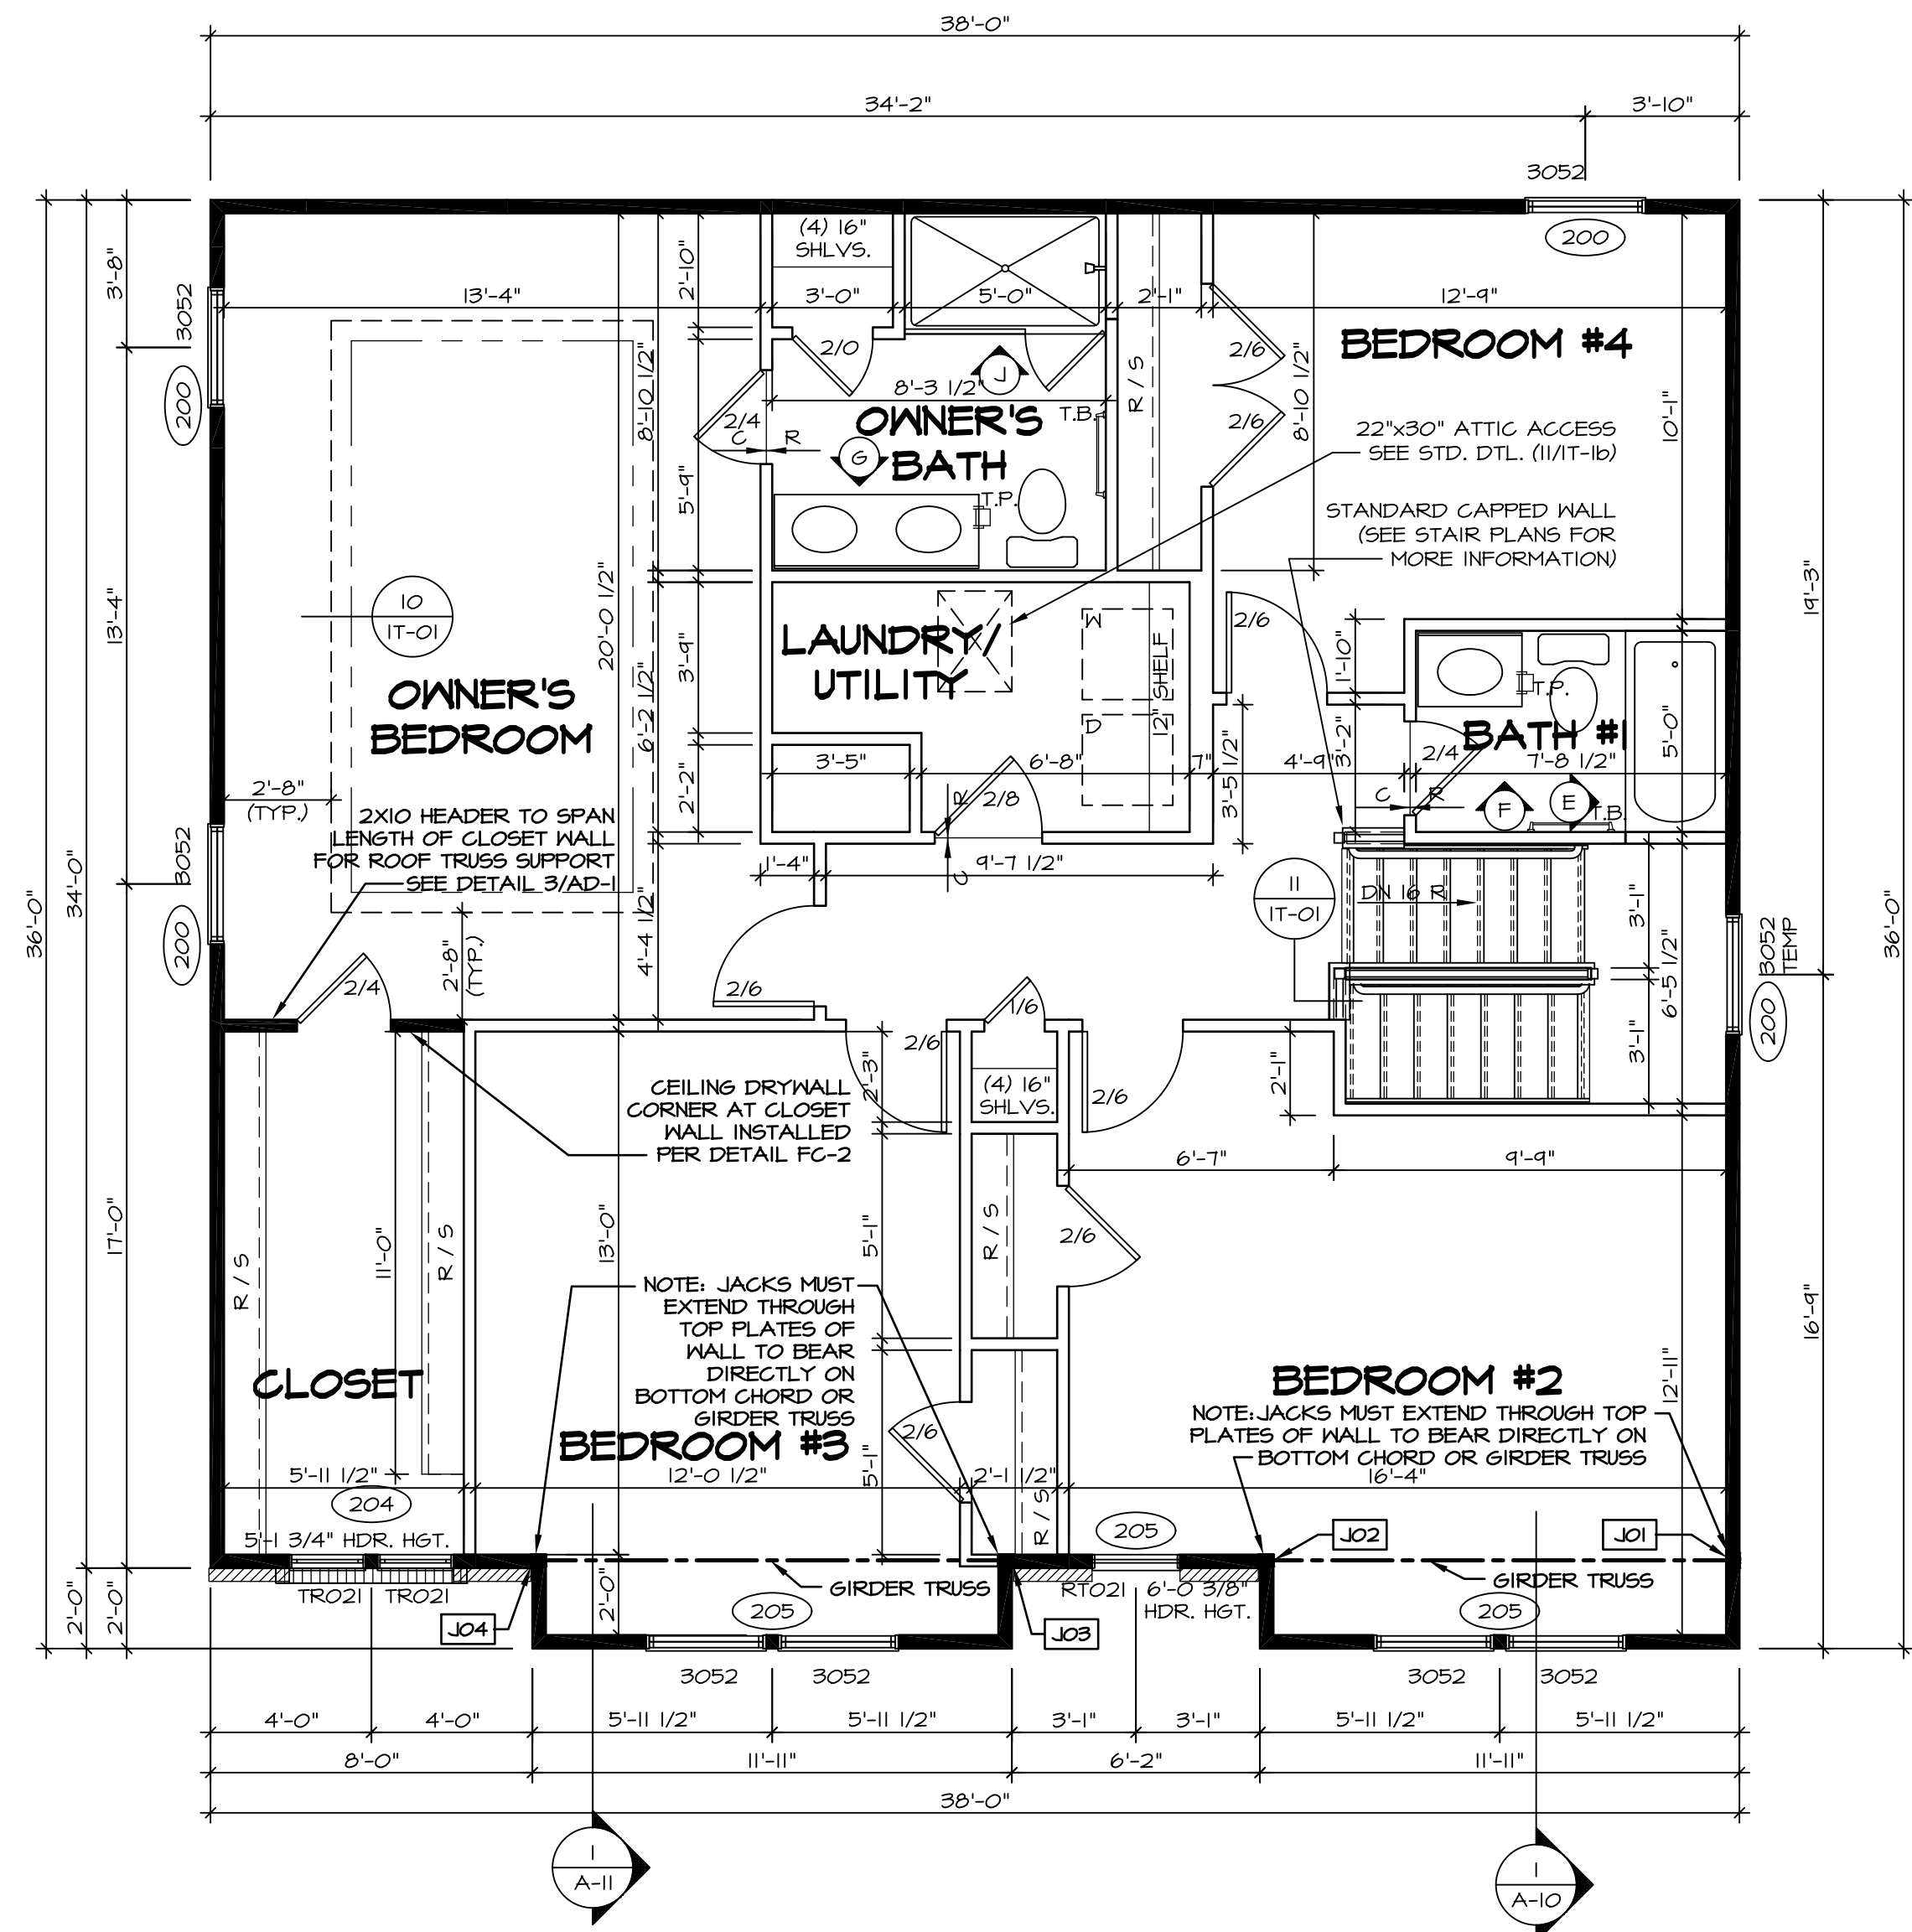 38'-0"
34'-2"
3'-10"
3052
200
36'-0"
34'-0"
3'-8"
13'-4"
17'-0"
2'-0"
2'-0"
3052
200
3052
200
13'-4"
3'-0"
5'-0"
2'-1"
12'-9"
(4) 16"
SHLVS.
2'-10"
8'-10 1/2"
5'-9"
20'-0 1/2"
6'-2 1/2"
3'-9"
2'-2"
4'-4 1/2"
2/0
J
8'-3 1/2"
2/4
C
R
G
OWNER'S
BATH
T.B.
T.P.
R / S
2/6
2/6
8'-10 1/2"
BEDROOM #4
10'-1"
22"x30" ATTIC ACCESS
SEE STD. DTL. (11/IT-1b)
STANDARD CAPPED WALL
(SEE STAIR PLANS FOR
MORE INFORMATION)
19'-3"
36'-0"
16'-9"
10
IT-01
OWNER'S
BEDROOM
LAUNDRY/
UTILITY
W
D
12" SHELF
2/6
1'-10"
3'-2"
T.P.
BATH #1
2/4
5'-0"
3'-5"
6'-8"
7"
4'-9"
7'-8 1/2"
3'-5 1/2"
R
2/8
C
C
R
F
E
T.B.
2'-8"
(TYP.)
2X10 HEADER TO SPAN
LENGTH OF CLOSET WALL
FOR ROOF TRUSS SUPPORT
SEE DETAIL 3/AD-1
1'-4"
9'-7 1/2"
11
IT-01
DN 16 R
3'-1"
6'-5 1/2"
3'-1"
3052
TEMP
200
2'-8"
(TYP.)
2/4
2/6
1/6
2/6
2'-3"
(4) 16"
SHLVS.
2/6
2'-1"
CEILING DRYWALL
CORNER AT CLOSET
WALL INSTALLED
PER DETAIL FC-2
6'-7"
9'-9"
R / S
11'-0"
R / S
13'-0"
5'-1"
R / S
2/6
NOTE: JACKS MUST
EXTEND THROUGH
TOP PLATES OF
WALL TO BEAR
DIRECTLY ON
BOTTOM CHORD OR
GIRDER TRUSS
CLOSET
BEDROOM #3
BEDROOM #2
12'-11"
NOTE: JACKS MUST EXTEND THROUGH TOP
PLATES OF WALL TO BEAR DIRECTLY ON
BOTTOM CHORD OR GIRDER TRUSS
2/6
5'-1"
R / S
5'-11 1/2"
12'-0 1/2"
2'-1 1/2"
16'-4"
204
5'-1 3/4" HDR. HGT.
205
J02
J01
TR021
TR021
J04
2'-0"
205
GIRDER TRUSS
J03
RT021
6'-0 3/8"
HDR. HGT.
GIRDER TRUSS
205
3052
3052
3052
3052
4'-0"
4'-0"
5'-11 1/2"
5'-11 1/2"
3'-1"
3'-1"
5'-11 1/2"
5'-11 1/2"
8'-0"
11'-11"
6'-2"
11'-11"
38'-0"
1
A-11
1
A-10